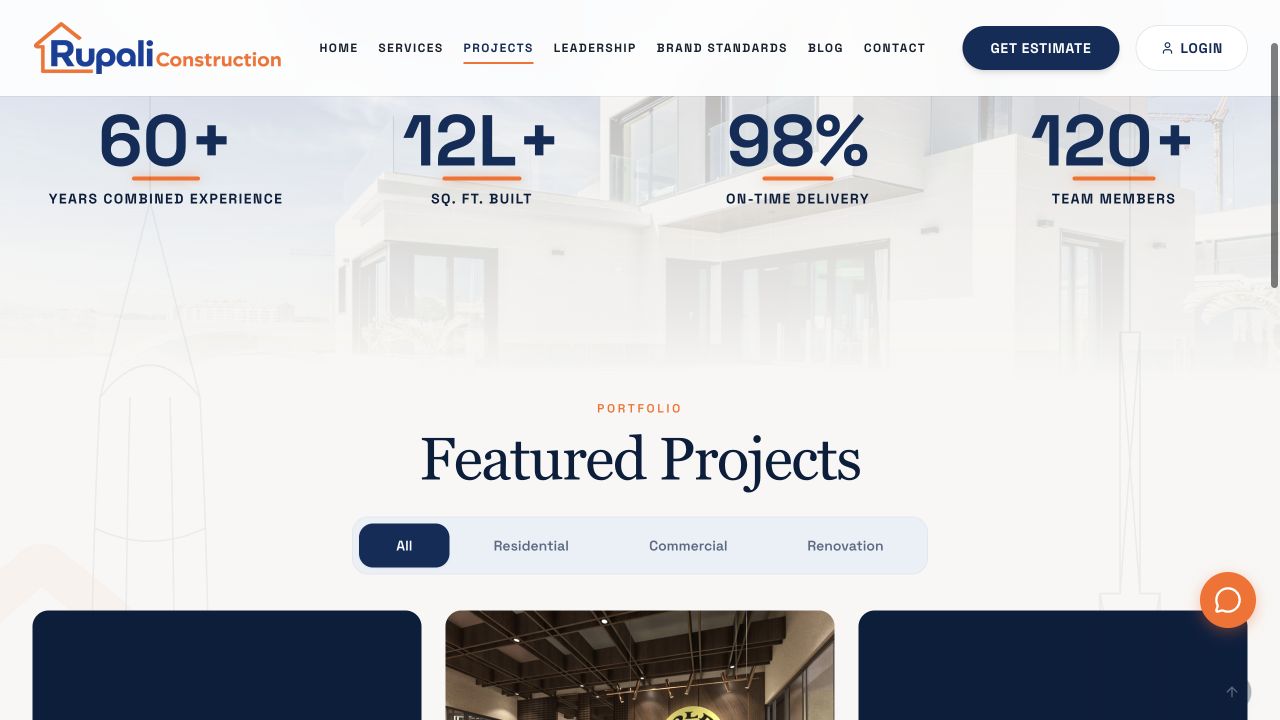 Rupali Construction
HOME SERVICES PROJECTS LEADERSHIP BRAND STANDARDS BLOG CONTACT
GET ESTIMATE
LOGIN
60+
YEARS COMBINED EXPERIENCE
12L+
SQ. FT. BUILT
98%
ON-TIME DELIVERY
120+
TEAM MEMBERS
PORTFOLIO
Featured Projects
All Residential Commercial Renovation